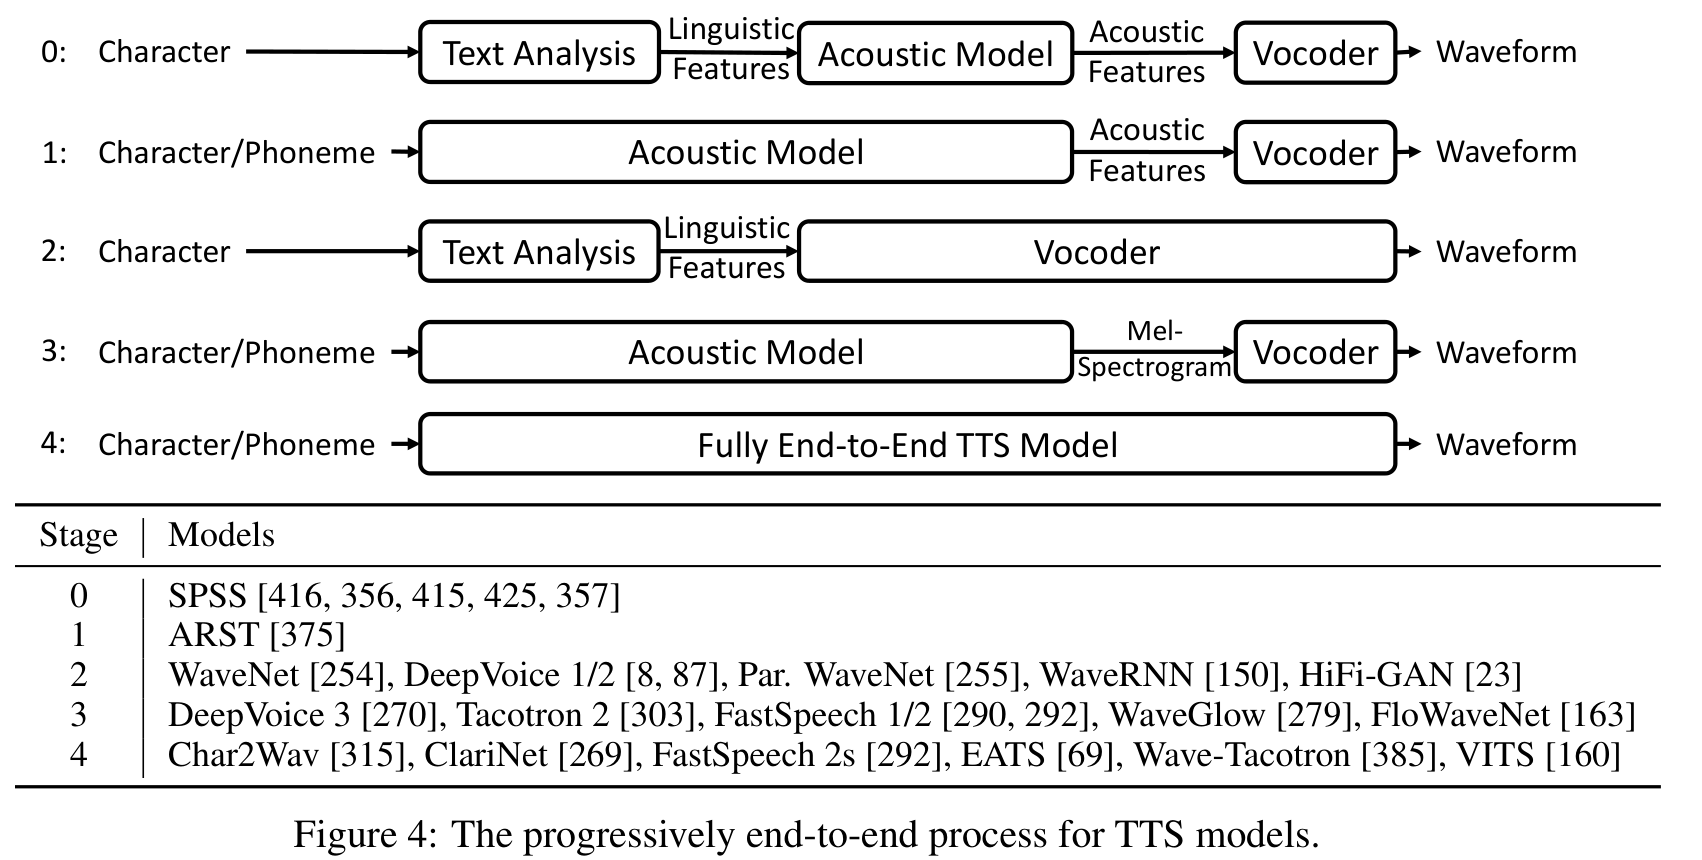 0: Character Text Analysis Linguistic Features Acoustic Model Acoustic Features Vocoder Waveform
1: Character/Phoneme Acoustic Model Acoustic Features Vocoder Waveform
2: Character Text Analysis Linguistic Features Vocoder Waveform
3: Character/Phoneme Acoustic Model Mel-Spectrogram Vocoder Waveform
4: Character/Phoneme Fully End-to-End TTS Model Waveform
Stage Models
0 SPSS [416, 356, 415, 425, 357]
1 ARST [375]
2 WaveNet [254], DeepVoice 1/2 [8, 87], Par. WaveNet [255], WaveRNN [150], HiFi-GAN [23]
3 DeepVoice 3 [270], Tacotron 2 [303], FastSpeech 1/2 [290, 292], WaveGlow [279], FloWaveNet [163]
4 Char2Wav [315], ClariNet [269], FastSpeech 2s [292], EATS [69], Wave-Tacotron [385], VITS [160]
Figure 4: The progressively end-to-end process for TTS models.